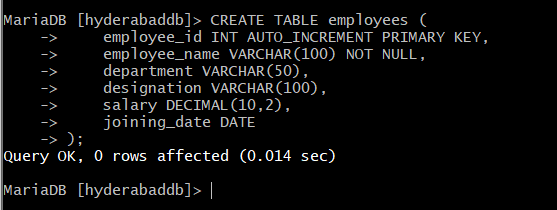 MariaDB [hyderabaddb]> CREATE TABLE employees (
    ->     employee_id INT AUTO_INCREMENT PRIMARY KEY,
    ->     employee_name VARCHAR(100) NOT NULL,
    ->     department VARCHAR(50),
    ->     designation VARCHAR(100),
    ->     salary DECIMAL(10,2),
    ->     joining_date DATE
    -> );
Query OK, 0 rows affected (0.014 sec)
MariaDB [hyderabaddb]>